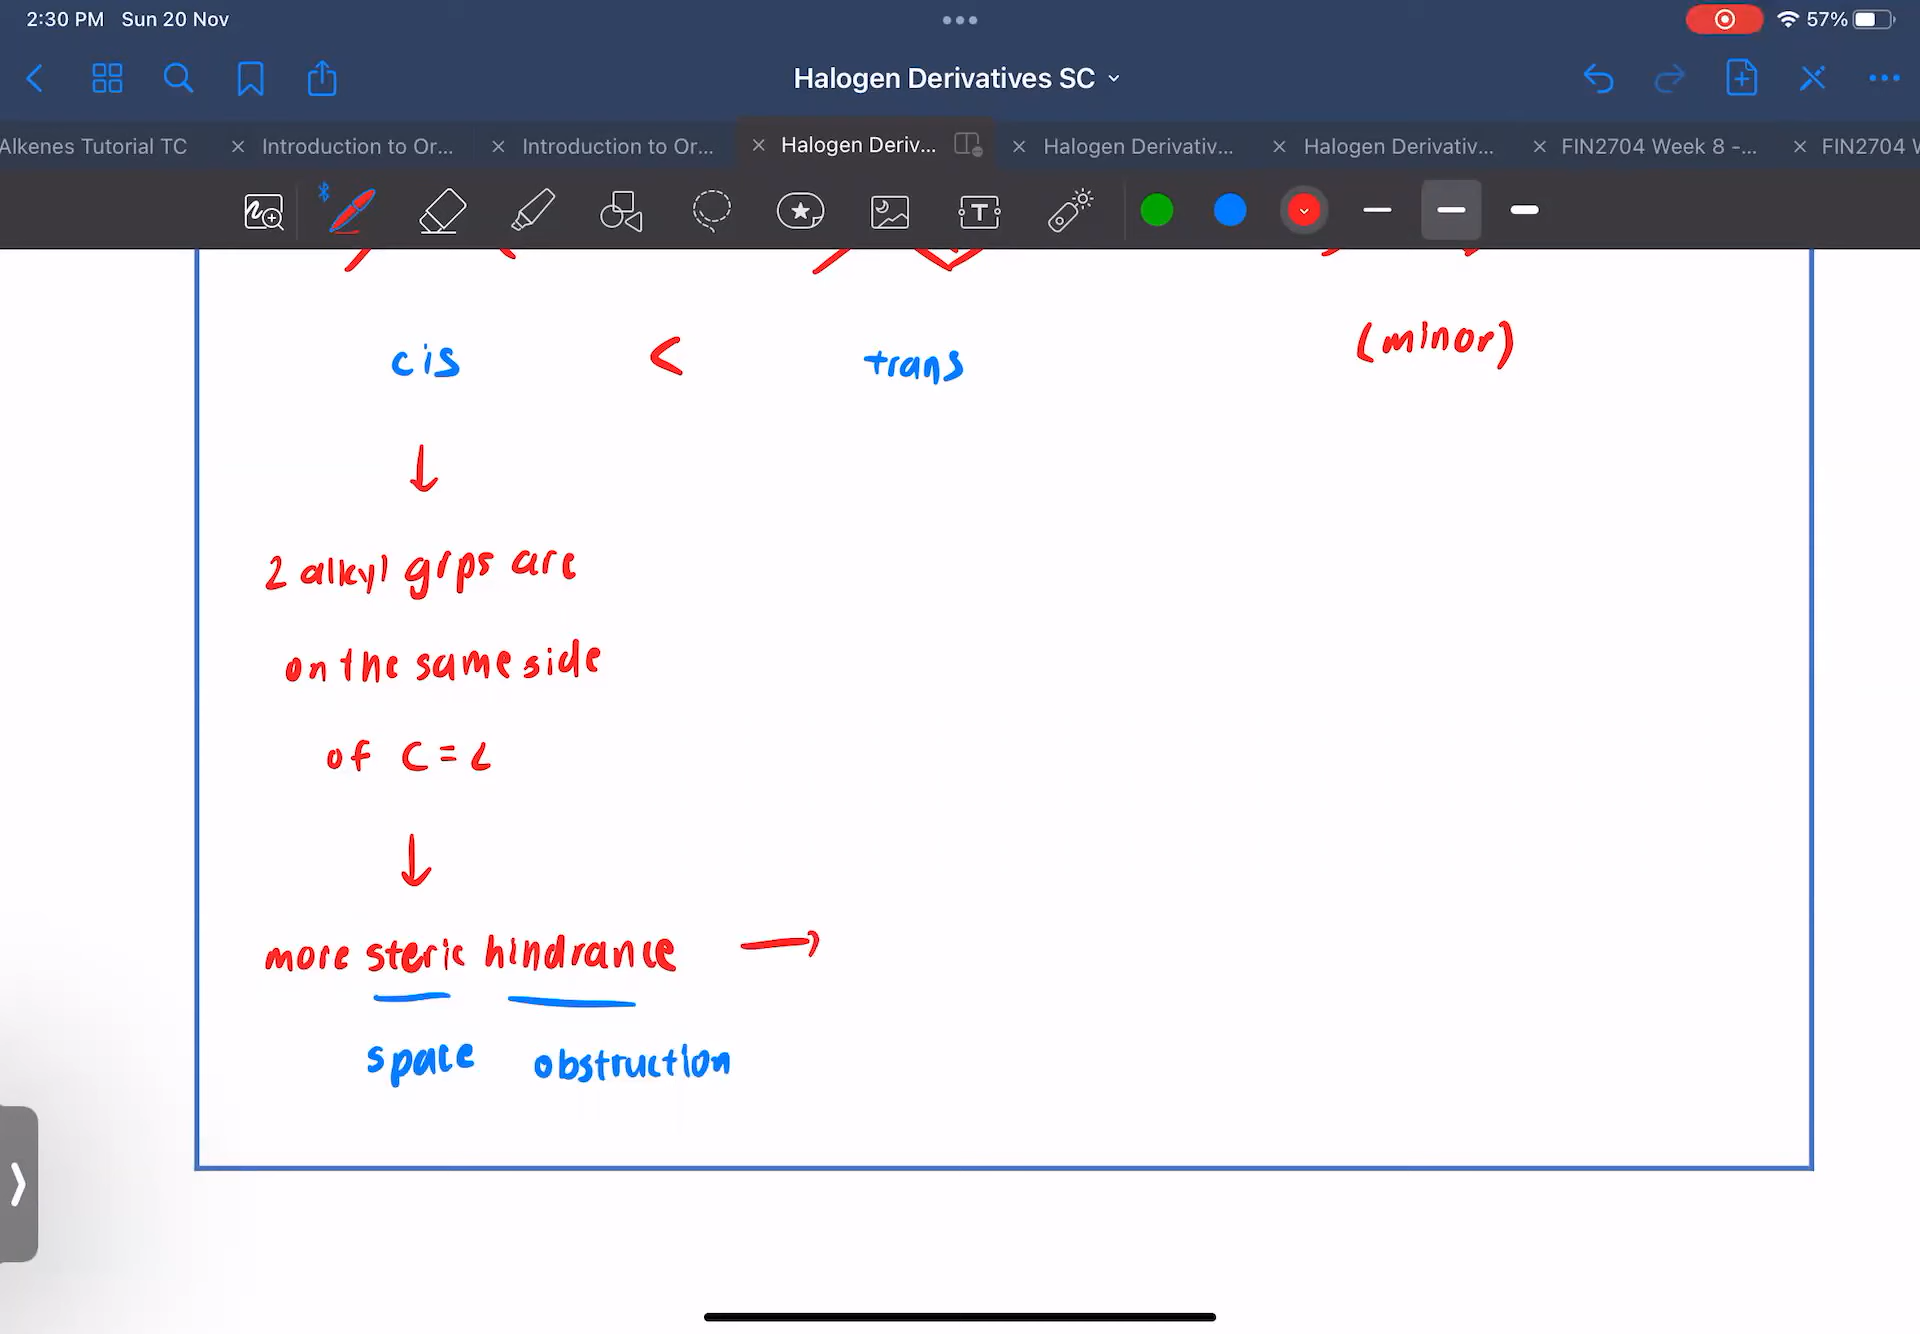 2:30 PM Sun 20 Nov
57%
Halogen Derivatives SC
Alkenes Tutorial TC
Introduction to Or...
Introduction to Or...
Halogen Deriv...
Halogen Derivativ...
Halogen Derivativ...
FIN2704 Week 8 -...
FIN2704 W
T
cis < trans (minor)
↓
2 alkyl grps are
on the same side
of C = C
↓
more steric hindrance →
space obstruction